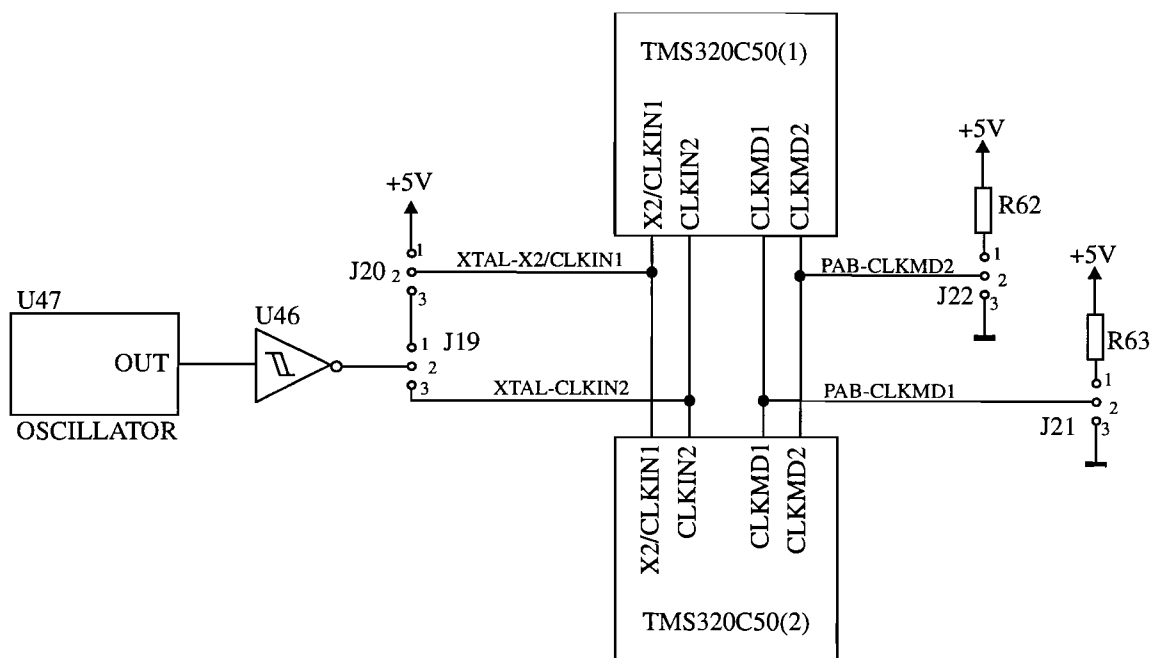 TMS320C50(1)
X2/CLKIN1
CLKIN2
CLKMD1
CLKMD2
+5V
R62
1
2
3
J22
PAB-CLKMD2
+5V
R63
1
2
3
J21
PAB-CLKMD1
+5V
1
2
3
J20
XTAL-X2/CLKIN1
U47
OUT
OSCILLATOR
U46
J19
1
2
3
XTAL-CLKIN2
X2/CLKIN1
CLKIN2
CLKMD1
CLKMD2
TMS320C50(2)